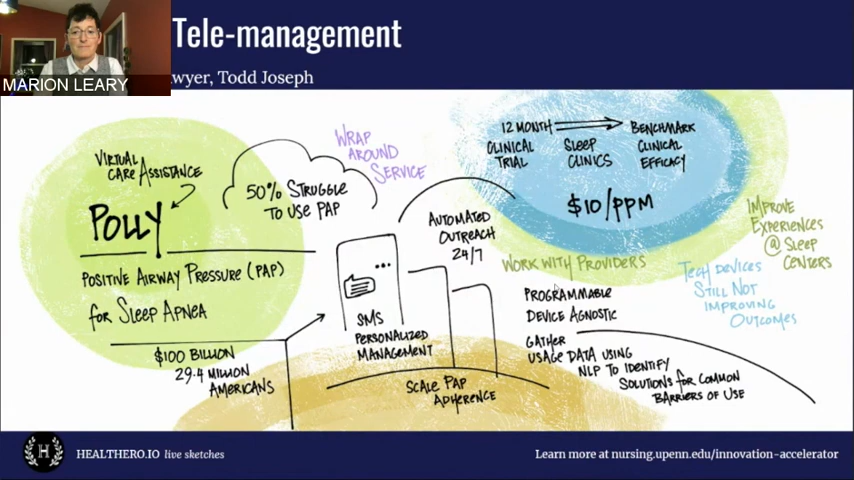 Tele-management
MARION LEARY
wyer, Todd Joseph
VIRTUAL
CARE ASSISTANCE
POLLY
POSITIVE AIRWAY PRESSURE (PAP)
FOR SLEEP APNEA
$100 BILLION
29.4 MILLION
AMERICANS
50% STRUGGLE
TO USE PAP
WRAP
AROUND
SERVICE
SMS
PERSONALIZED
MANAGEMENT
AUTOMATED
OUTREACH
24/7
SCALE PAP
ADHERENCE
12 MONTH
CLINICAL
TRIAL
SLEEP
CLINICS
BENCHMARK
CLINICAL
EFFICACY
$10/PPM
WORK WITH PROVIDERS
IMPROVE
EXPERIENCES
@ SLEEP
CENTERS
TECH DEVICES
STILL NOT
IMPROVING
OUTCOMES
PROGRAMMABLE
DEVICE AGNOSTIC
GATHER
USAGE DATA USING
NLP TO IDENTIFY
SOLUTIONS FOR COMMON
BARRIERS OF USE
H
HEALTHERO.IO live sketches
Learn more at nursing.upenn.edu/innovation-accelerator